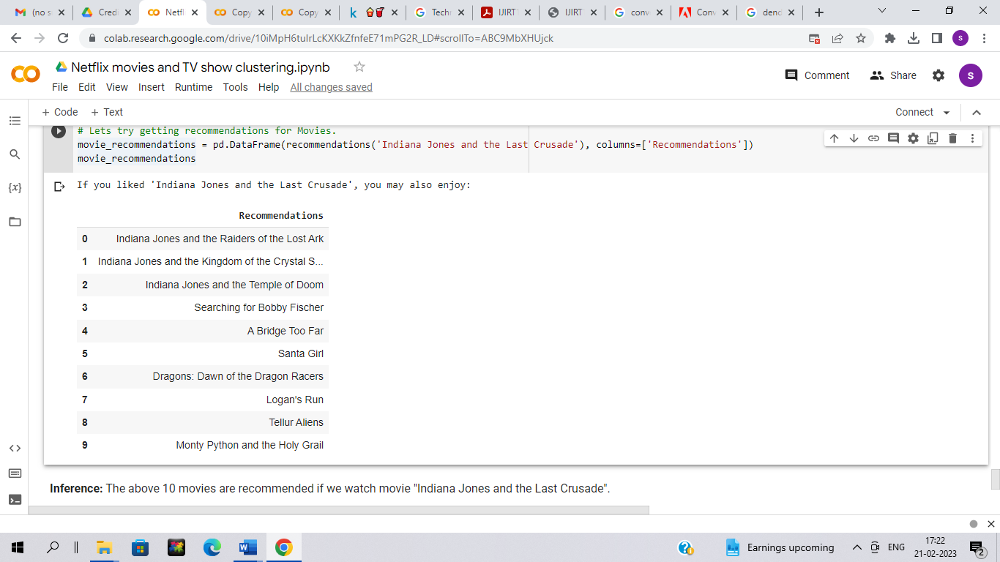 (no s
Credi
Netfl
Copy
Copy
k
Techn
IJIRT
IJIRT
conv
Conv
dend
colab.research.google.com/drive/10iMpH6tulrLcKXKkZfnfeE71mPG2R_LD#scrollTo=ABC9MbXHUjck
S
Netflix movies and TV show clustering.ipynb
File Edit View Insert Runtime Tools Help All changes saved
Comment Share S
+ Code + Text Connect
# Lets try getting recommendations for Movies.
movie_recommendations = pd.DataFrame(recommendations('Indiana Jones and the Last Crusade'), columns=['Recommendations'])
movie_recommendations
{x}
If you liked 'Indiana Jones and the Last Crusade', you may also enjoy:
Recommendations
0 Indiana Jones and the Raiders of the Lost Ark
1 Indiana Jones and the Kingdom of the Crystal S...
2 Indiana Jones and the Temple of Doom
3 Searching for Bobby Fischer
4 A Bridge Too Far
5 Santa Girl
6 Dragons: Dawn of the Dragon Racers
7 Logan's Run
8 Tellur Aliens
9 Monty Python and the Holy Grail
Inference: The above 10 movies are recommended if we watch movie "Indiana Jones and the Last Crusade".
Earnings upcoming
ENG
17:22
21-02-2023
2